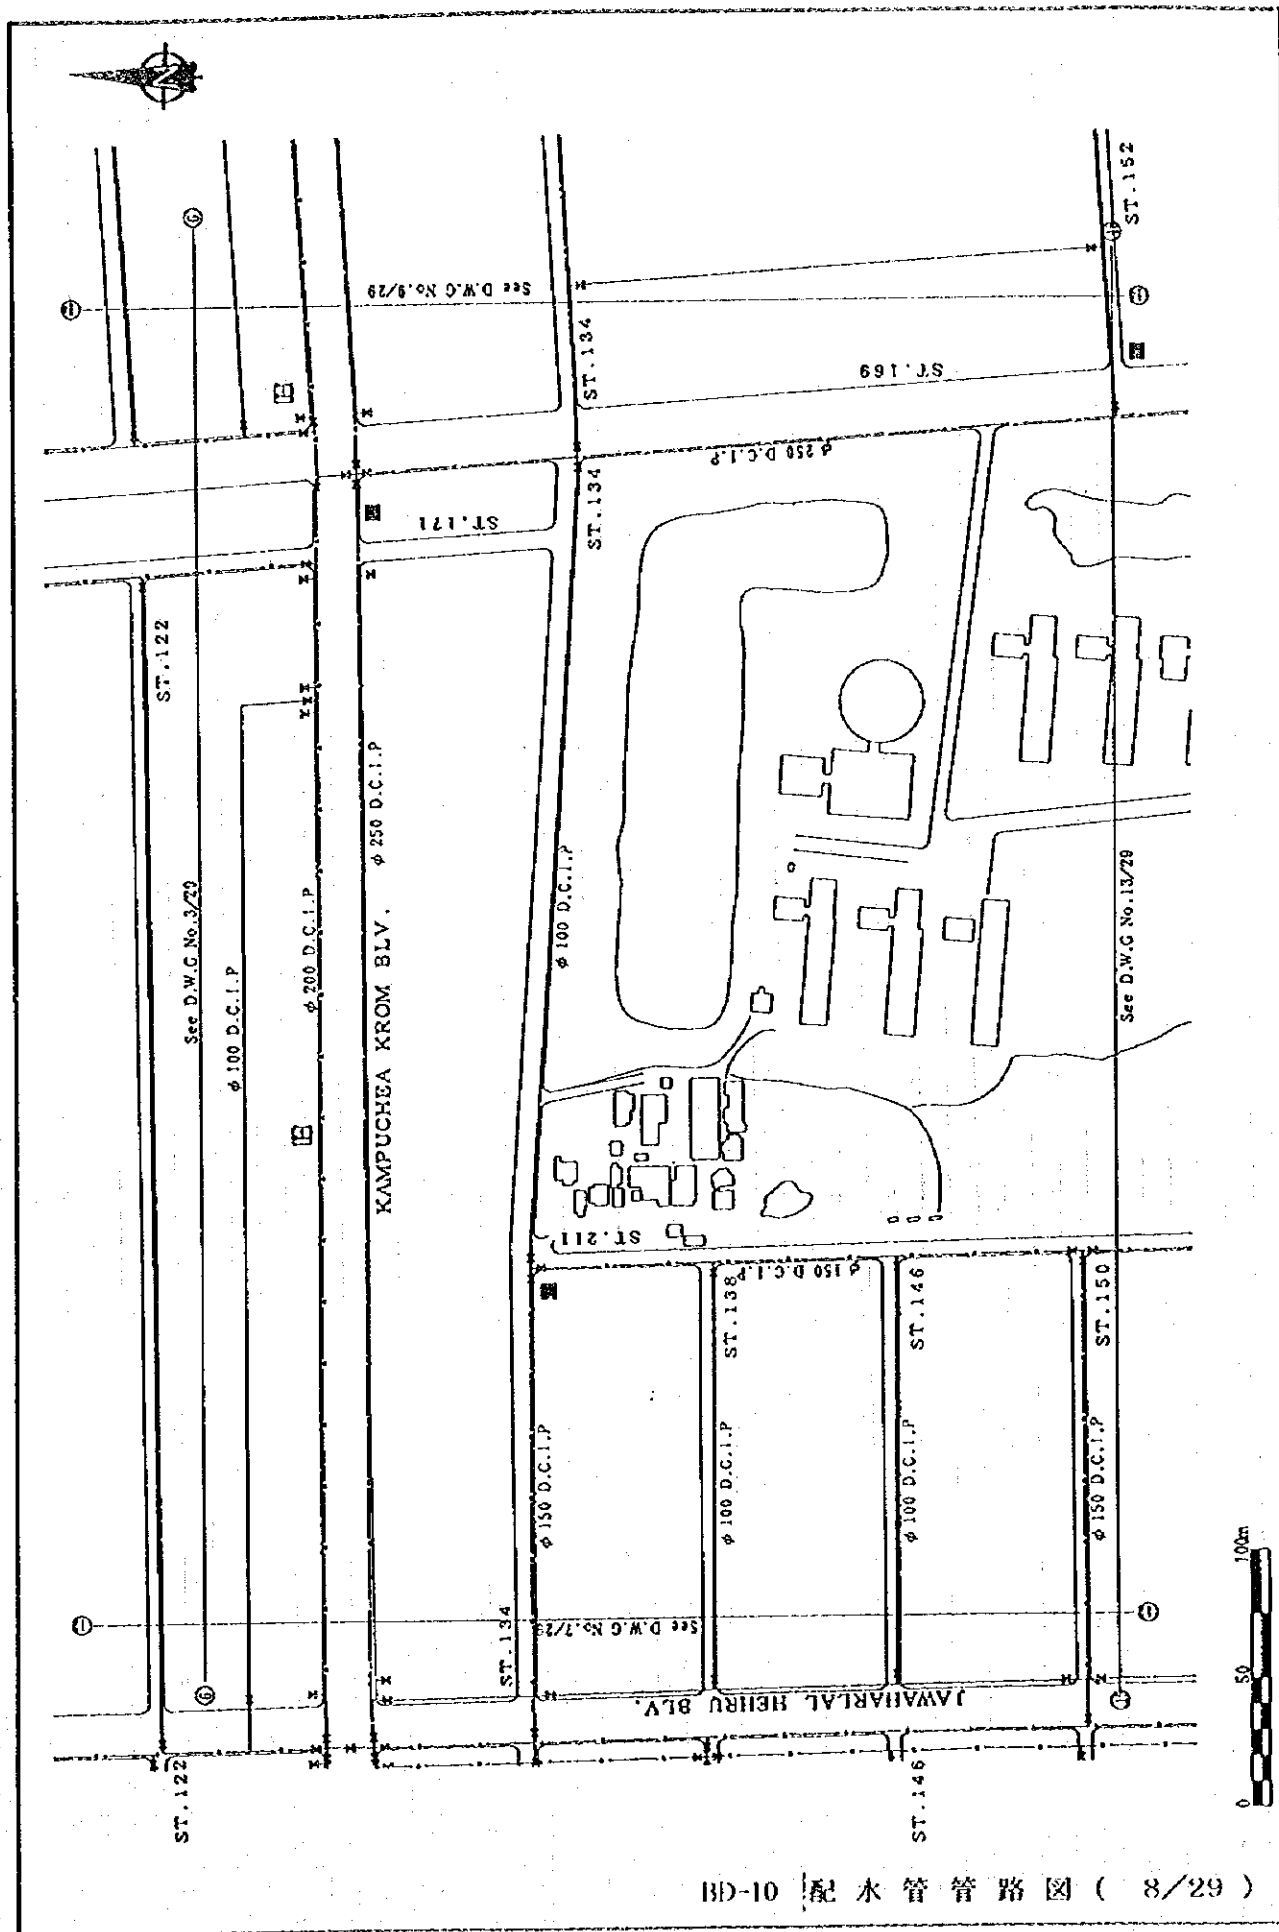 N
ST.152
See D.W.G No.9/29
ST.134
ST.169
ST.134
φ 250 D.C.I.P
ST.171
ST.122
See D.W.G No.3/29
φ 100 D.C.I.P
φ 200 D.C.I.P
φ 250 D.C.I.P
KAMPUCHEA KROM BLV.
φ 100 D.C.I.P
See D.W.G No.13/29
ST.211
φ 150 D.C.I.P
ST.138
ST.146
ST.150
φ 150 D.C.I.P
φ 100 D.C.I.P
φ 100 D.C.I.P
φ 150 D.C.I.P
ST.134
See D.W.G No.7/29
JAWAHARLAL HEHRU BLV.
ST.122
ST.146
0 50 100m
BD-10 配水管管路図 ( 8/29 )